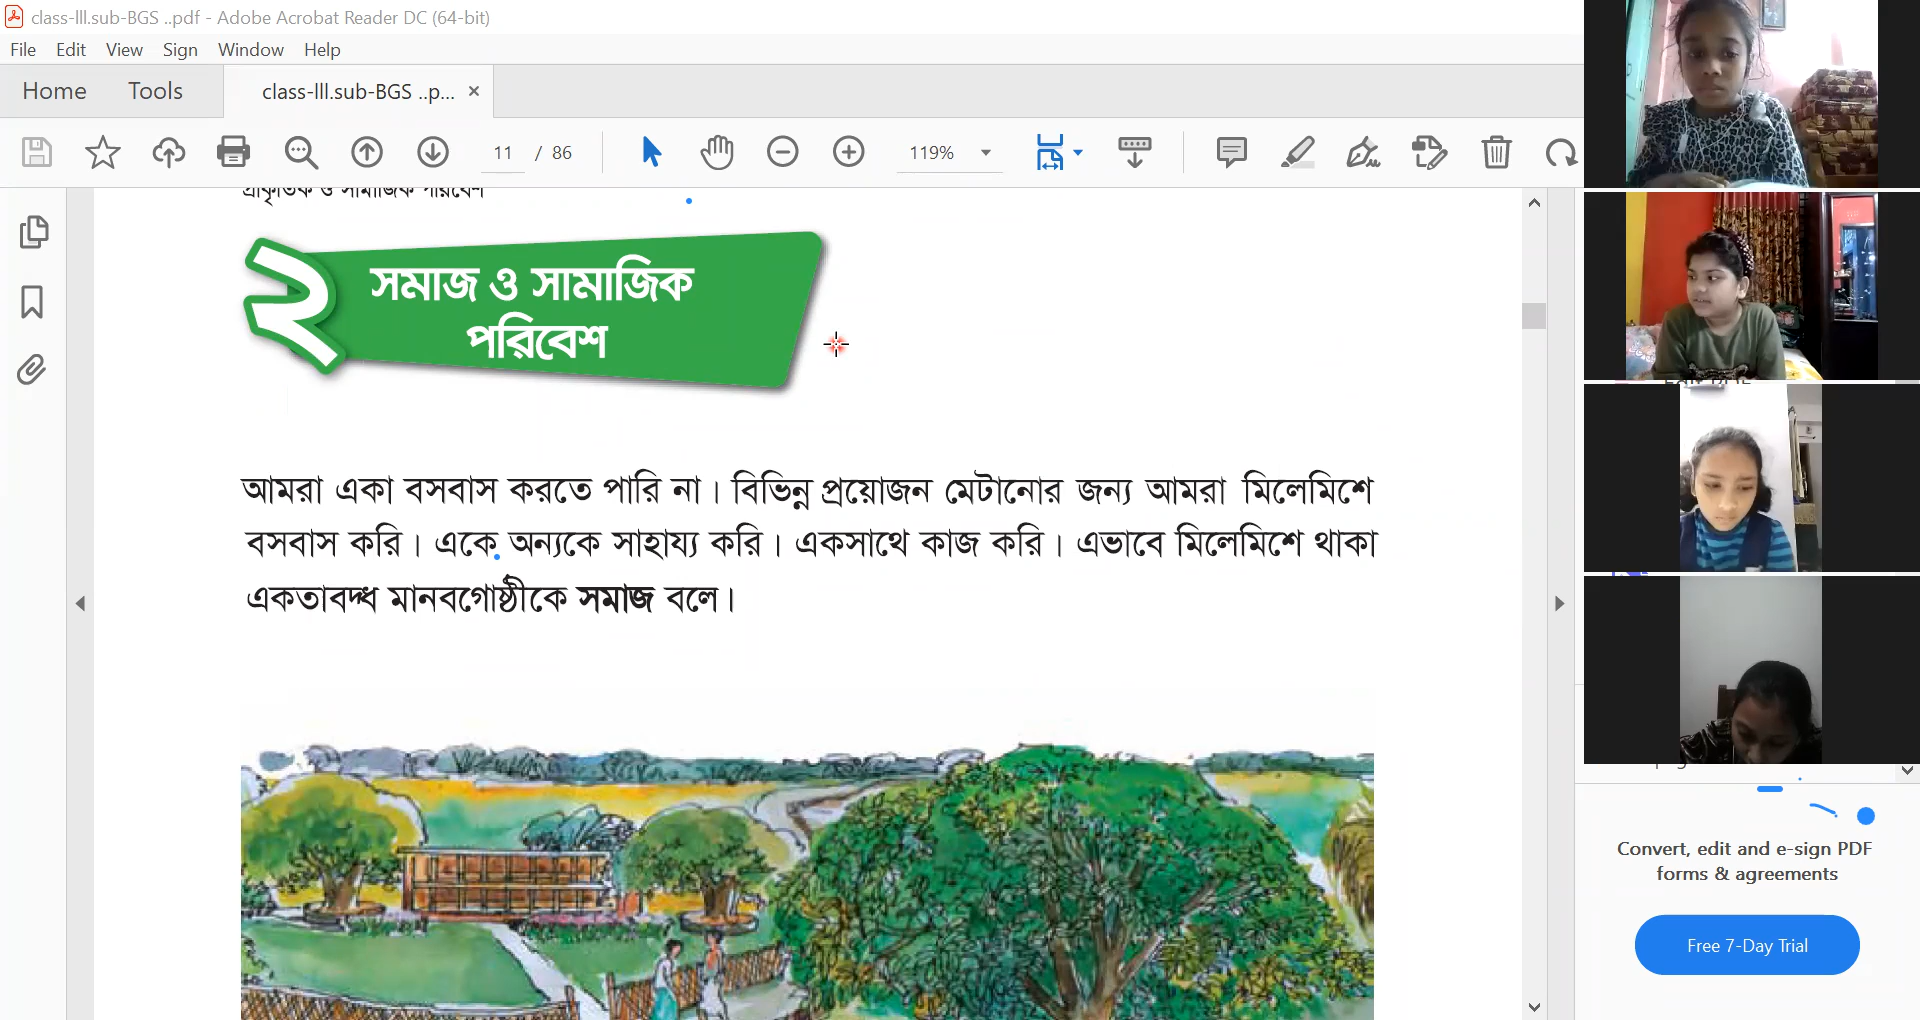 class-III.sub-BGS ..pdf - Adobe Acrobat Reader DC (64-bit)
File Edit View Sign Window Help
Home Tools class-III.sub-BGS ..p... ×
11 / 86 119%
প্রাকৃতিক ও সামাজিক পরিবেশ
২
সমাজ ও সামাজিক
পরিবেশ
আমরা একা বসবাস করতে পারি না। বিভিন্ন প্রয়োজন মেটানোর জন্য আমরা মিলেমিশে
বসবাস করি। একে অন্যকে সাহায্য করি। একসাথে কাজ করি। এভাবে মিলেমিশে থাকা
একতাবদ্ধ মানবগোষ্ঠীকে সমাজ বলে।
Convert, edit and e-sign PDF
forms & agreements
Free 7-Day Trial